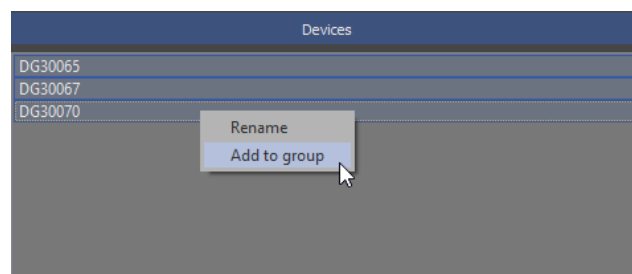 Devices
DG30065
DG30067
DG30070
Rename
Add to group